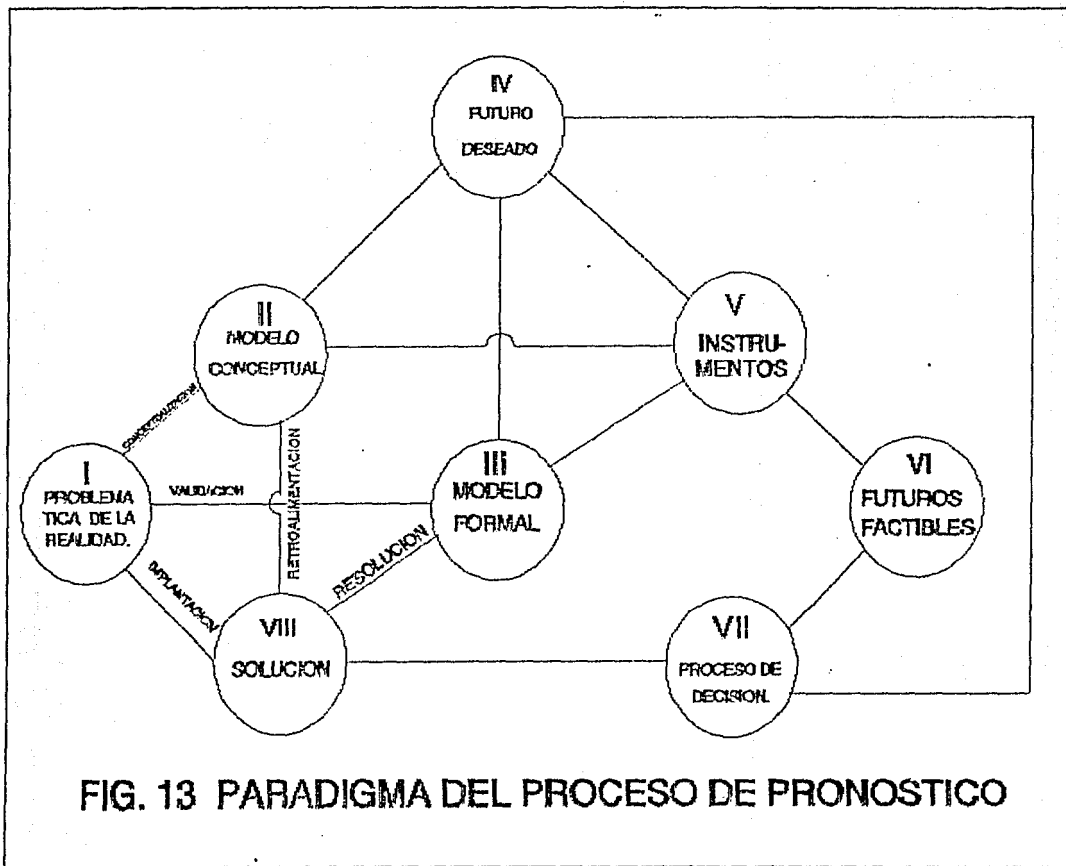 IV
FUTURO
DESEADO
II
MODELO
CONCEPTUAL
V
INSTRU-
MENTOS
CONCEPTUALIZACION
I
PROBLEMA
TICA DE LA
REALIDAD.
VALIDACION
RETROALIMENTACION
III
MODELO
FORMAL
VI
FUTUROS
FACTIBLES
IMPLANTACION
RESOLUCION
VIII
SOLUCION
VII
PROCESO DE
DECISION.
FIG. 13 PARADIGMA DEL PROCESO DE PRONOSTICO